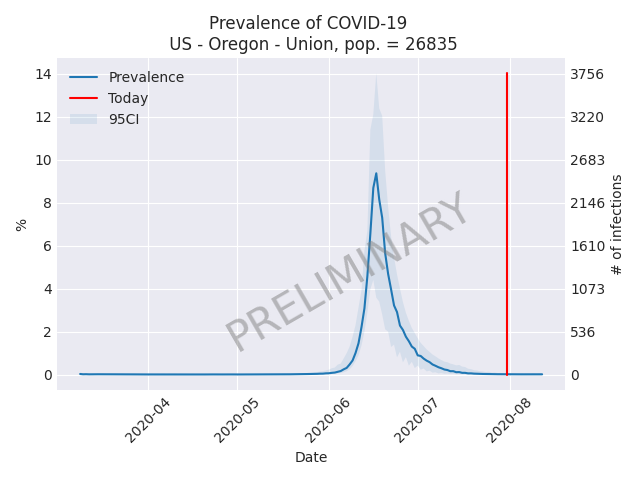 Prevalence of COVID-19
US - Oregon - Union, pop. = 26835
Prevalence
Today
95CI
14
12
10
8
6
4
2
0
%
3756
3220
2683
2146
1610
1073
536
0
# of infections
PRELIMINARY
2020-04
2020-05
2020-06
2020-07
2020-08
Date